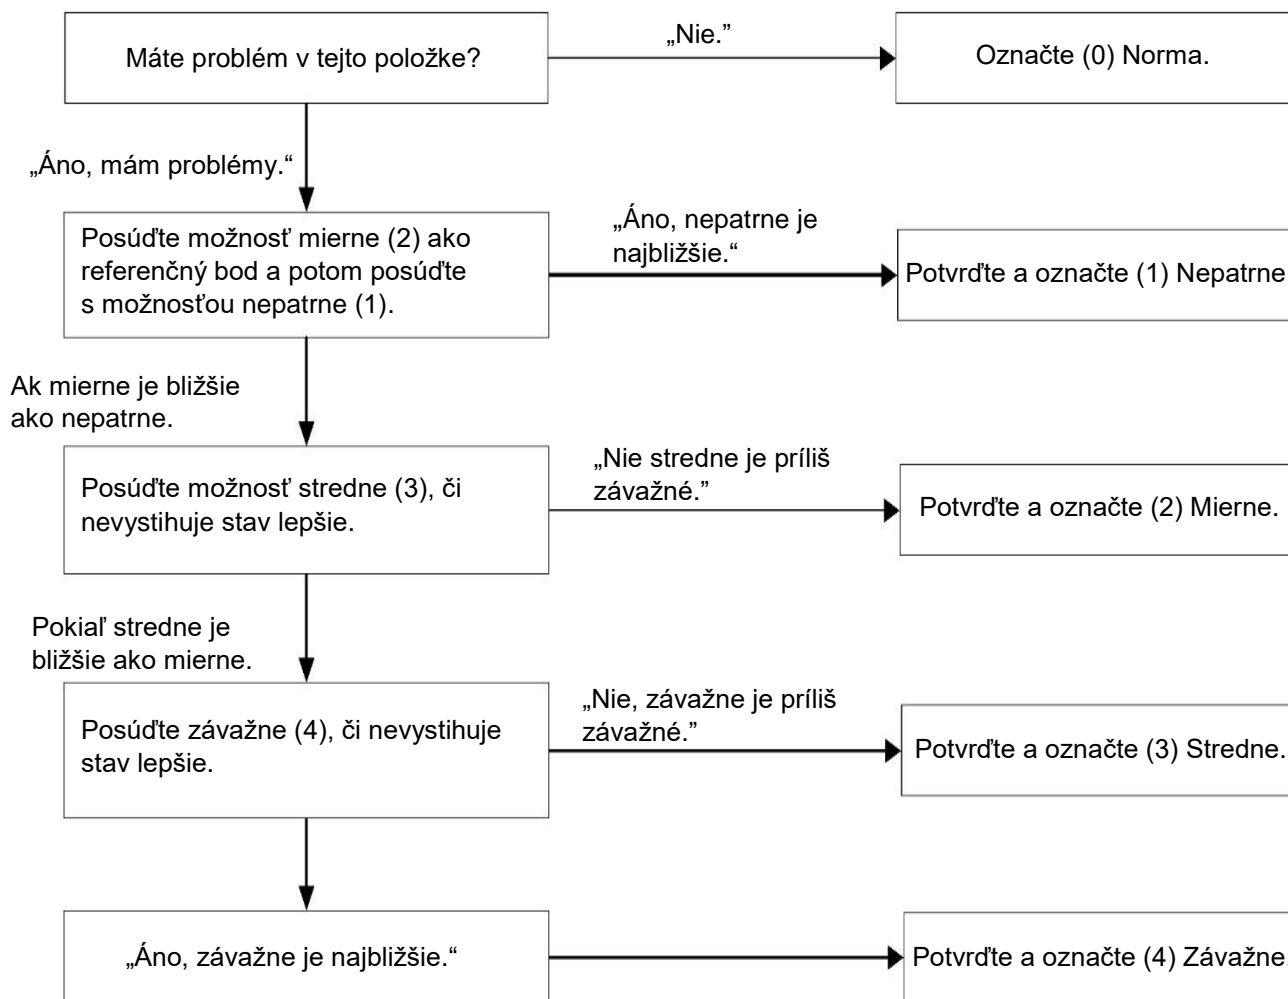 Máte problém v tejto položke?
„Nie.”
Označte (0) Norma.
„Áno, mám problémy.“
Posúďte možnosť mierne (2) ako
referenčný bod a potom posúďte
s možnosťou nepatrne (1).
„Áno, nepatrne je
najbližšie.“
Potvrďte a označte (1) Nepatrne
Ak mierne je bližšie
ako nepatrne.
Posúďte možnosť stredne (3), či
nevystihuje stav lepšie.
„Nie stredne je príliš
závažné.”
Potvrďte a označte (2) Mierne.
Pokiaľ stredne je
bližšie ako mierne.
Posúďte závažne (4), či nevystihuje
stav lepšie.
„Nie, závažne je príliš
závažné.”
Potvrďte a označte (3) Stredne.
„Áno, závažne je najbližšie.“
Potvrďte a označte (4) Závažne